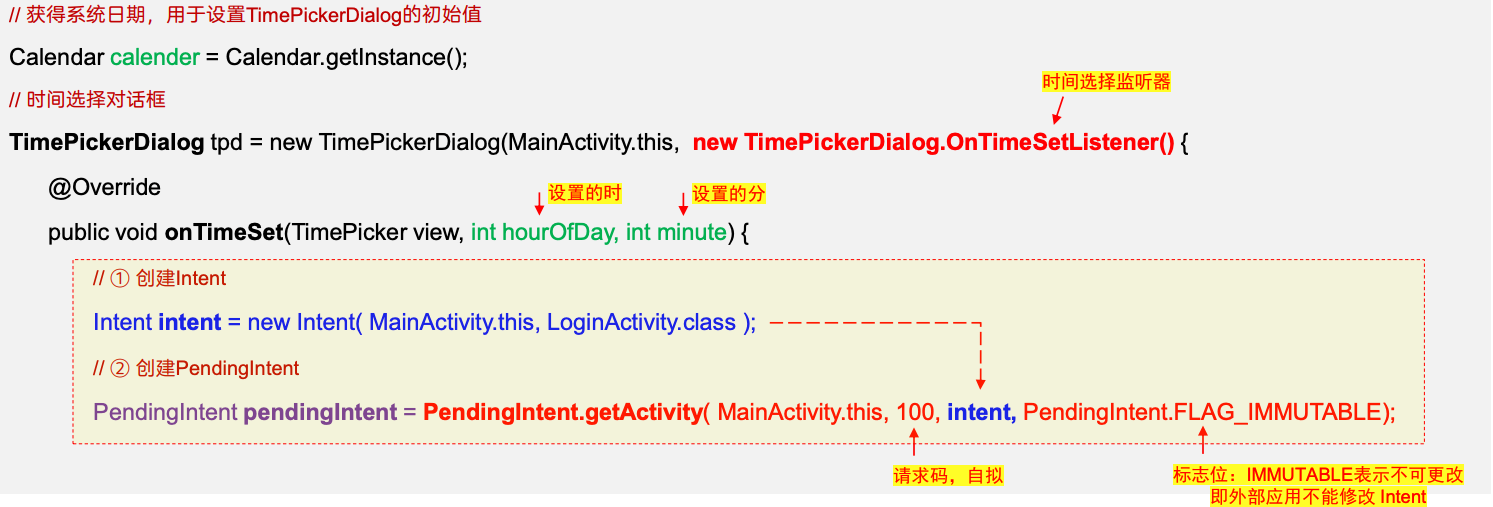 // 获得系统日期，用于设置TimePickerDialog的初始值
Calendar calender = Calendar.getInstance();
// 时间选择对话框
时间选择监听器
TimePickerDialog tpd = new TimePickerDialog(MainActivity.this, new TimePickerDialog.OnTimeSetListener() {
@Override
设置的时 设置的分
public void onTimeSet(TimePicker view, int hourOfDay, int minute) {
// ① 创建Intent
Intent intent = new Intent( MainActivity.this, LoginActivity.class );
// ② 创建PendingIntent
PendingIntent pendingIntent = PendingIntent.getActivity( MainActivity.this, 100, intent, PendingIntent.FLAG_IMMUTABLE);
请求码，自拟 标志位：IMMUTABLE表示不可更改
即外部应用不能修改 Intent